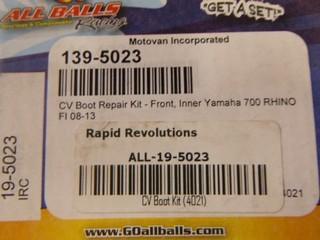 ALL BALLS
Racing
"GET A SET!"
Motovan Incorporated
139-5023
CV Boot Repair Kit - Front, Inner Yamaha 700 RHINO
FI 08-13
Rapid Revolutions
ALL-19-5023
CV Boot Kit (4021)
4021
19-5023
IRC
www.GOallballs.com